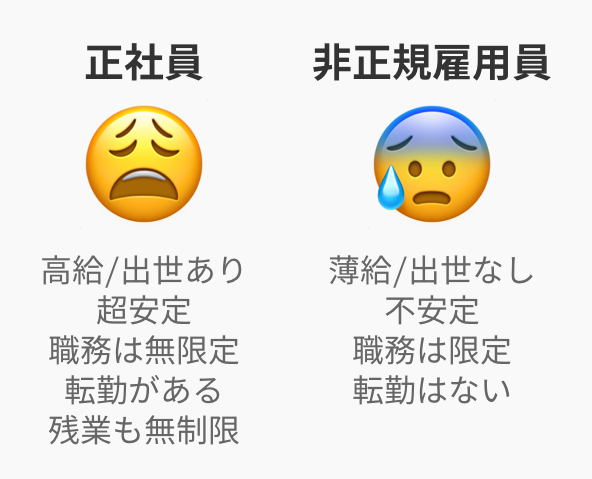 正社員
高給/出世あり
超安定
職務は無限定
転勤がある
残業も無制限
非正規雇用員
薄給/出世なし
不安定
職務は限定
転勤はない